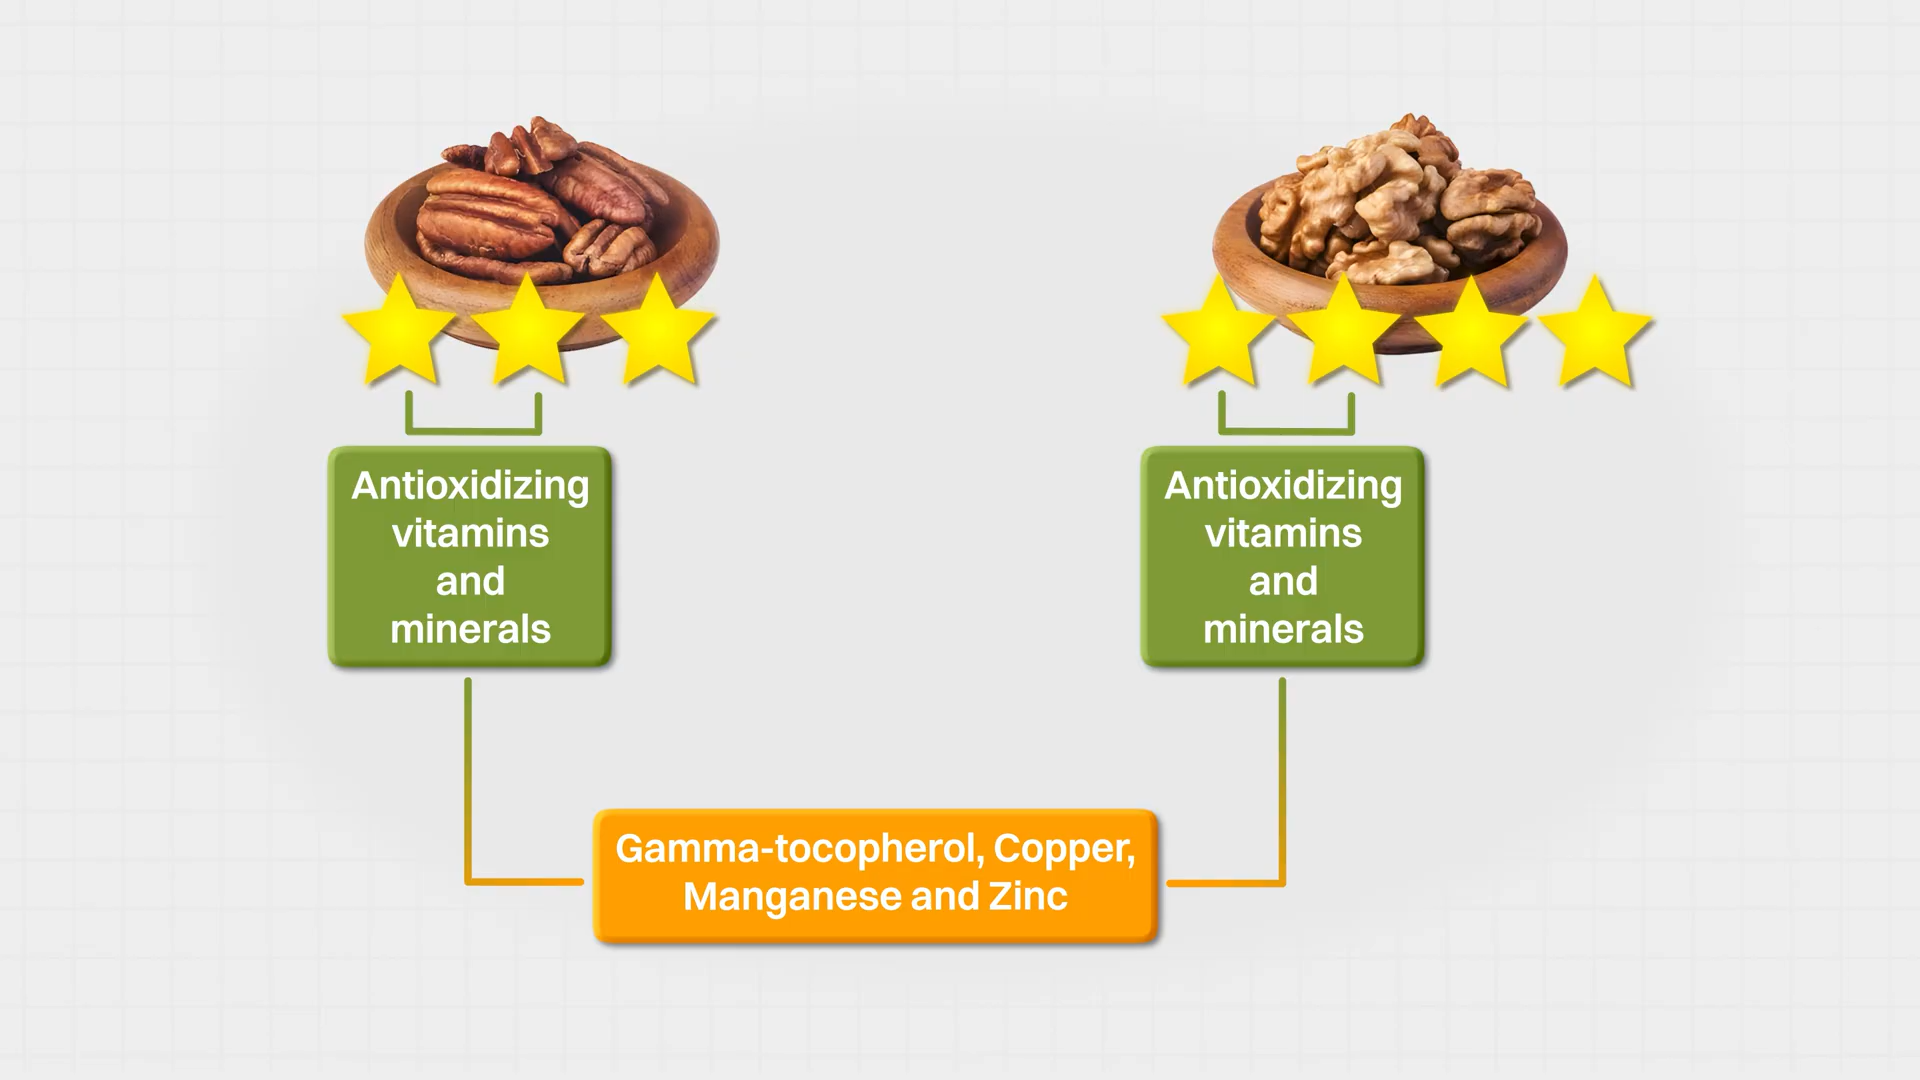 Antioxidizing
vitamins
and
minerals
Antioxidizing
vitamins
and
minerals
Gamma-tocopherol, Copper,
Manganese and Zinc